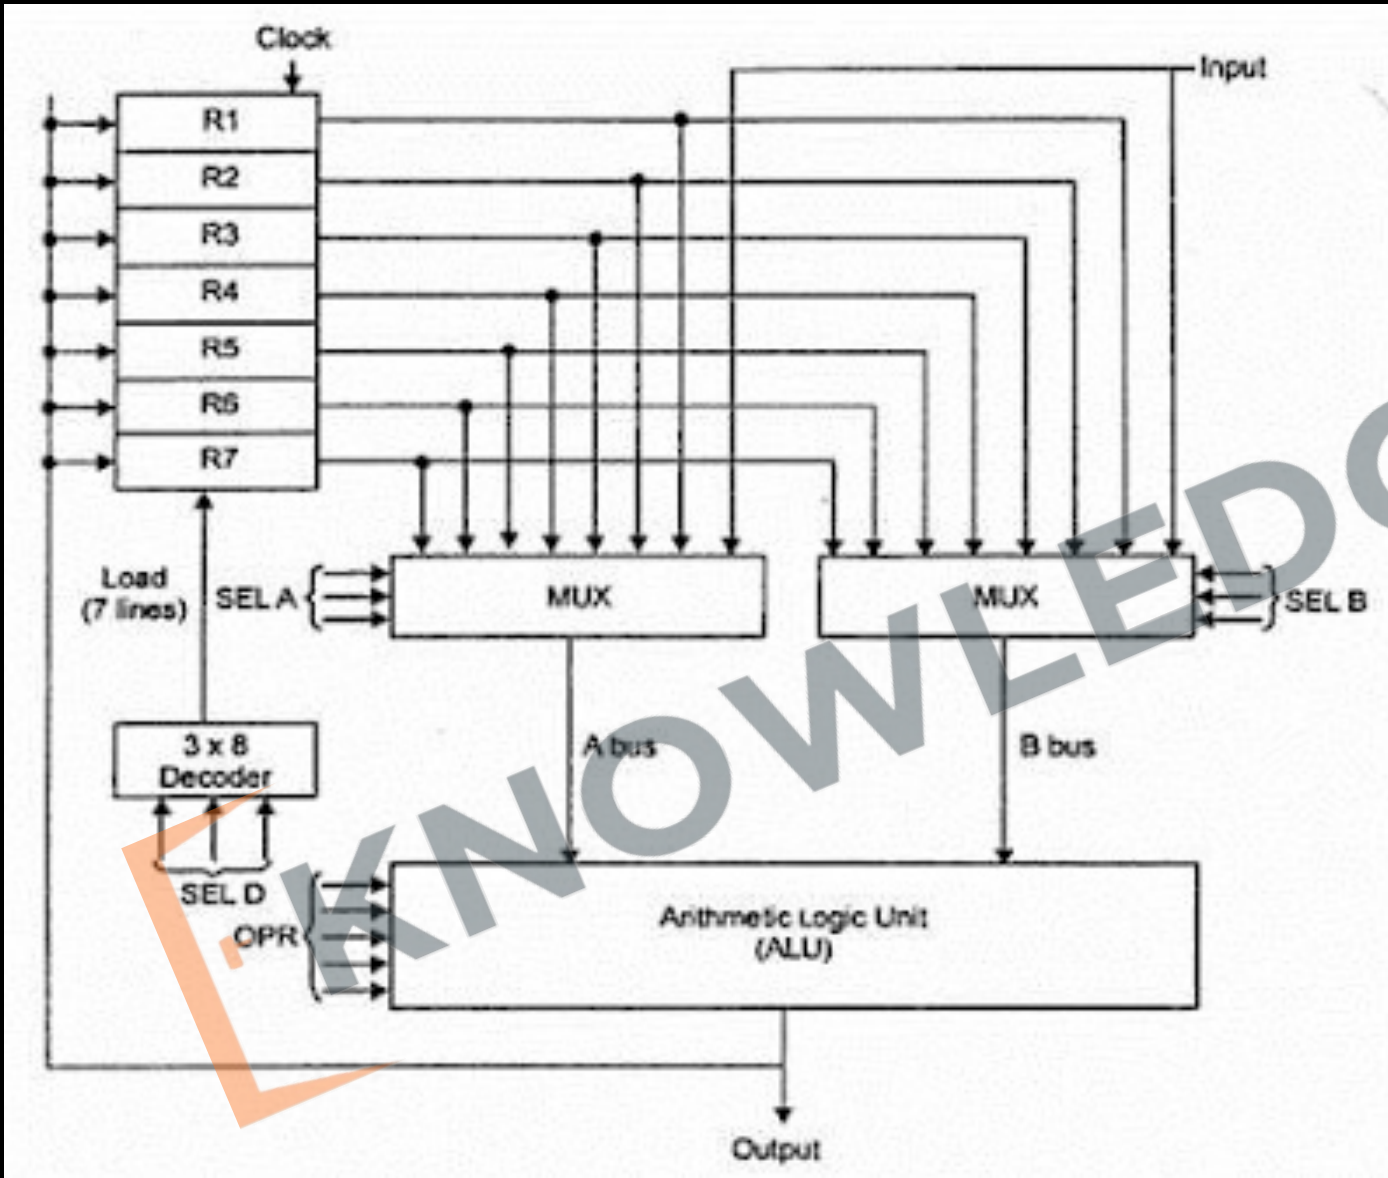 Clock
Input
R1
R2
R3
R4
R5
R6
R7
Load
(7 lines)
SEL A
MUX
MUX
SEL B
3 x 8
Decoder
A bus
B bus
SEL D
OPR
Arithmetic Logic Unit
(ALU)
Output